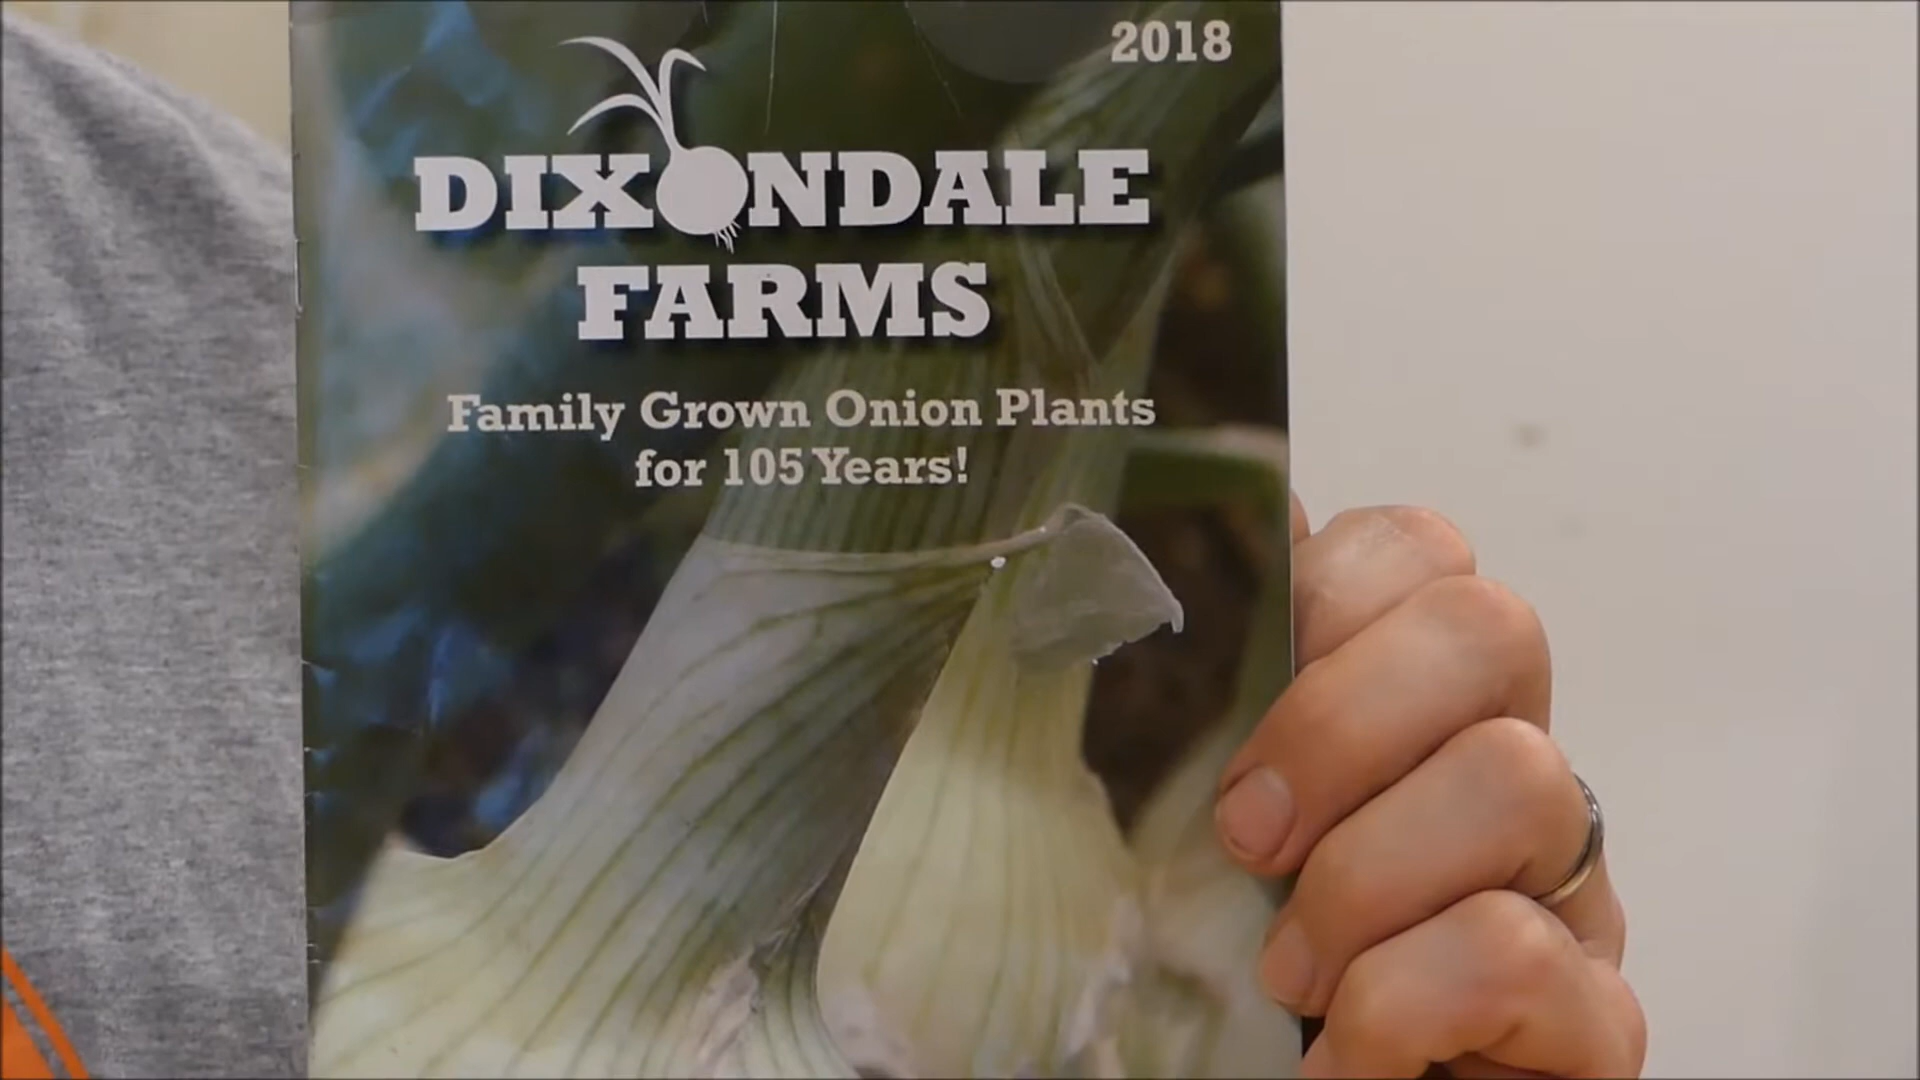 2018
DIXONDALE
FARMS
Family Grown Onion Plants
for 105 Years!